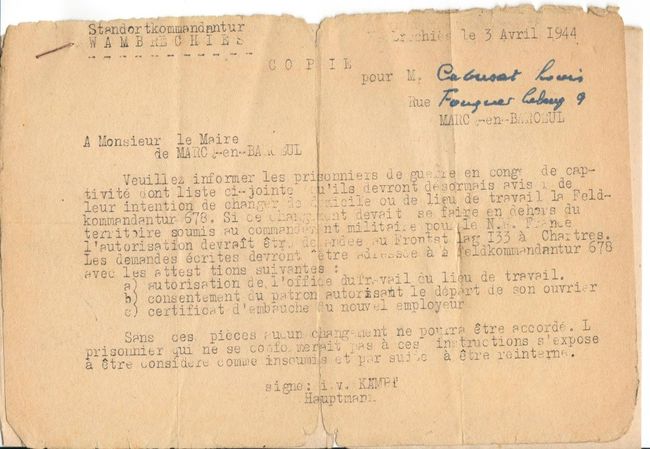 Standortkommandantur
WAMBRECHIES
le 3 Avril 1944
COPIE
pour M. Cabusat Louis
Rue Fouquet Lelong 9
MARCQ-en-BAROEUL
A Monsieur le Maire
de MARCQ-en-BAROEUL
Veuillez informer les prisonniers de guerre en congé de cap-
tivité dont liste ci-jointe qu'ils devront désormais avis de
leur intention de changer de domicile ou de lieu de travail la Feld-
kommandantur 678. Si ce changement devait se faire en dehors du
territoire soumis au commandement militaire pour le N. France
l'autorisation devrait être demandée au Frontstalag 133 à Chartres.
Les demandes écrites devront être adressée à Feldkommandantur 678
avec les attestations suivantes :
a) autorisation de l'office du Travail du lieu de travail.
b) consentement du patron autorisant le départ de son ouvrier
c) certificat d'embauche du nouvel employeur
Sans ces pièces aucun changement ne pourra être accordé. L
prisonnier qui ne se conformerait pas à ces instructions s'expose
à être considéré comme insoumis et par suite à être réinterné.
signé: i.v. KAMPF
Hauptmann